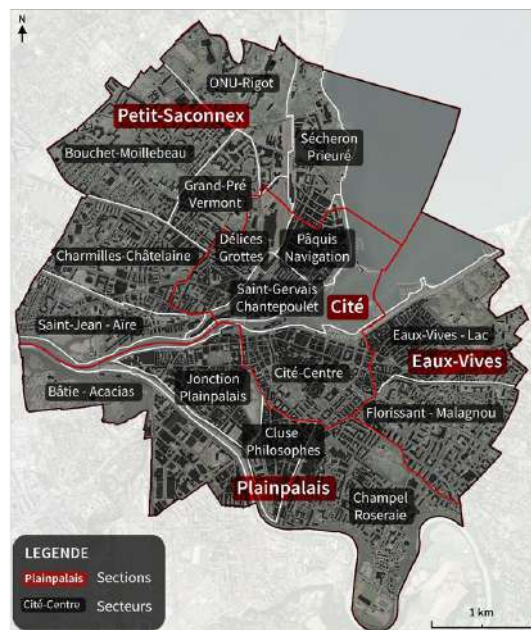 N
ONU-Rigot
Petit-Saconnex
Sécheron
Prieuré
Bouchet-Moillebeau
Grand-Pré
Vermont
Charmilles-Châtelaine
Délices
Grottes
Pâquis
Navigation
Saint-Gervais
Chantepoulet
Cité
Saint-Jean - Aïre
Eaux-Vives - Lac
Eaux-Vives
Bâtie - Acacias
Jonction
Plainpalais
Cité-Centre
Florissant - Malagnou
Cluse
Philosophes
Plainpalais
Champel
Roseraie
LEGENDE
Plainpalais Sections
Cité-Centre Secteurs
1 km